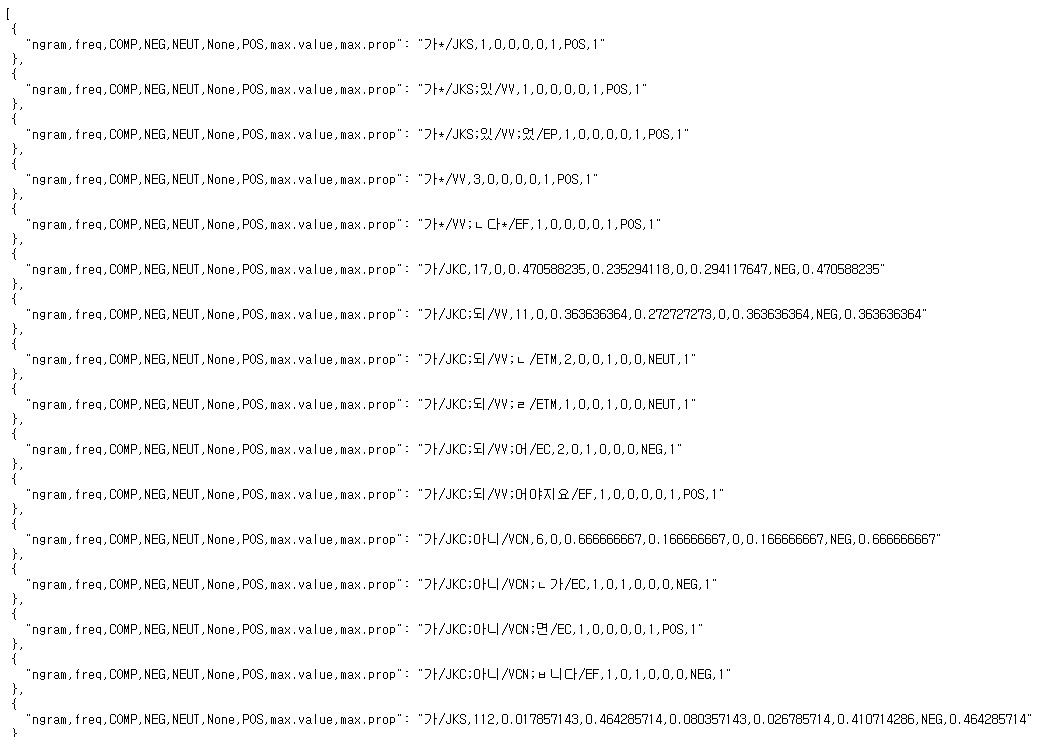 [
{
"ngram,freq,COMP,NEG,NEUT,None,POS,max.value,max.prop": "가*/JKS,1,0,0,0,0,1,POS,1"
},
{
"ngram,freq,COMP,NEG,NEUT,None,POS,max.value,max.prop": "가*/JKS;있/VV,1,0,0,0,0,1,POS,1"
},
{
"ngram,freq,COMP,NEG,NEUT,None,POS,max.value,max.prop": "가*/JKS;있/VV;었/EP,1,0,0,0,0,1,POS,1"
},
{
"ngram,freq,COMP,NEG,NEUT,None,POS,max.value,max.prop": "가*/VV,3,0,0,0,0,1,POS,1"
},
{
"ngram,freq,COMP,NEG,NEUT,None,POS,max.value,max.prop": "가*/VV;ㄴ다*/EF,1,0,0,0,0,1,POS,1"
},
{
"ngram,freq,COMP,NEG,NEUT,None,POS,max.value,max.prop": "가/JKC,17,0,0.470588235,0.235294118,0,0.294117647,NEG,0.470588235"
},
{
"ngram,freq,COMP,NEG,NEUT,None,POS,max.value,max.prop": "가/JKC;되/VV,11,0,0.363636364,0.272727273,0,0.363636364,NEG,0.363636364"
},
{
"ngram,freq,COMP,NEG,NEUT,None,POS,max.value,max.prop": "가/JKC;되/VV;ㄴ/ETM,2,0,0,1,0,0,NEUT,1"
},
{
"ngram,freq,COMP,NEG,NEUT,None,POS,max.value,max.prop": "가/JKC;되/VV;ㄹ/ETM,1,0,0,1,0,0,NEUT,1"
},
{
"ngram,freq,COMP,NEG,NEUT,None,POS,max.value,max.prop": "가/JKC;되/VV;어/EC,2,0,1,0,0,0,NEG,1"
},
{
"ngram,freq,COMP,NEG,NEUT,None,POS,max.value,max.prop": "가/JKC;되/VV;어야지요/EF,1,0,0,0,0,1,POS,1"
},
{
"ngram,freq,COMP,NEG,NEUT,None,POS,max.value,max.prop": "가/JKC;아니/VCN,6,0,0.666666667,0.166666667,0,0.166666667,NEG,0.666666667"
},
{
"ngram,freq,COMP,NEG,NEUT,None,POS,max.value,max.prop": "가/JKC;아니/VCN;ㄴ가/EC,1,0,1,0,0,0,NEG,1"
},
{
"ngram,freq,COMP,NEG,NEUT,None,POS,max.value,max.prop": "가/JKC;아니/VCN;면/EC,1,0,0,0,0,1,POS,1"
},
{
"ngram,freq,COMP,NEG,NEUT,None,POS,max.value,max.prop": "가/JKC;아니/VCN;ㅂ니다/EF,1,0,1,0,0,0,NEG,1"
},
{
"ngram,freq,COMP,NEG,NEUT,None,POS,max.value,max.prop": "가/JKS,112,0.017857143,0.464285714,0.080357143,0.026785714,0.410714286,NEG,0.464285714"
}